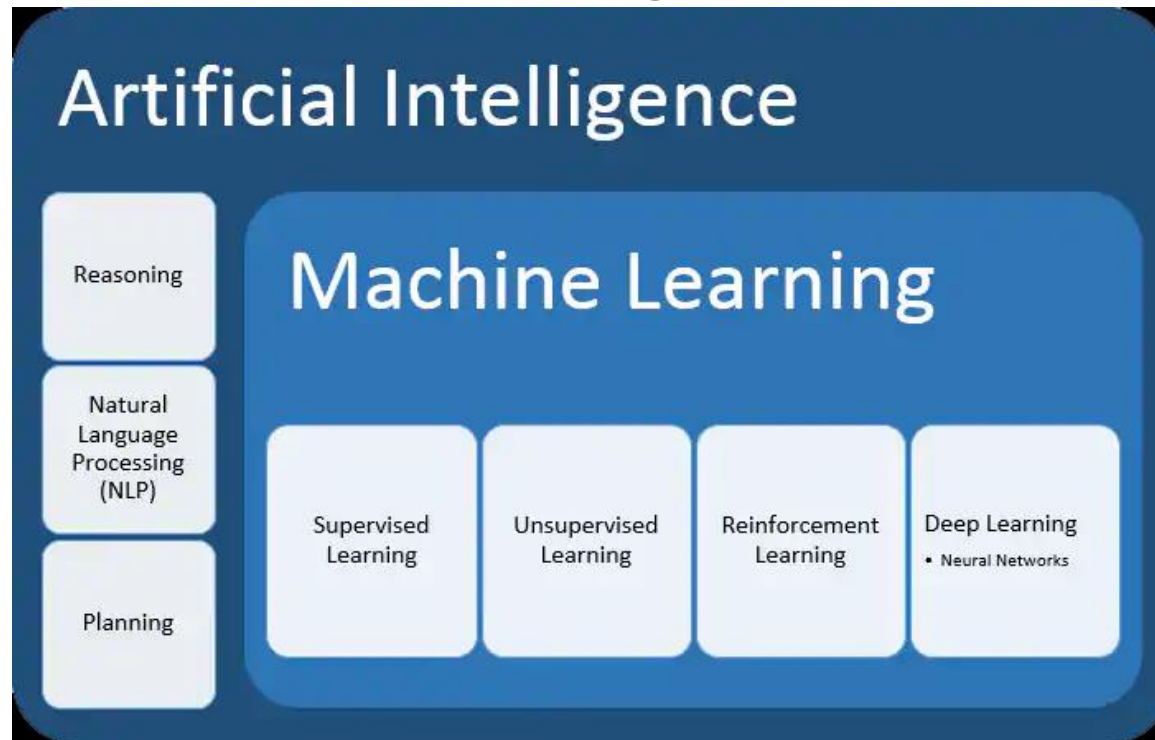 Artificial Intelligence
Reasoning
Natural
Language
Processing
(NLP)
Planning
Machine Learning
Supervised
Learning
Unsupervised
Learning
Reinforcement
Learning
Deep Learning
• Neural Networks